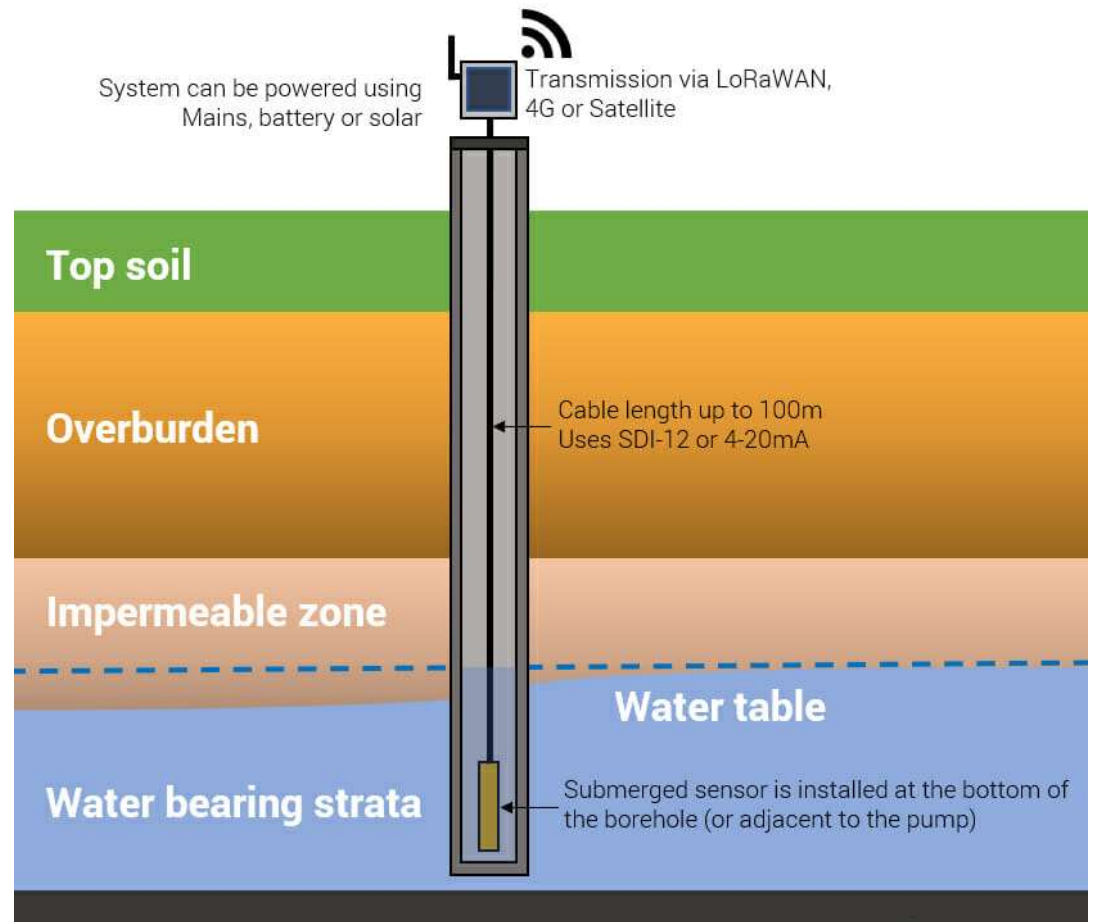 System can be powered using
Mains, battery or solar
Transmission via LoRaWAN,
4G or Satellite
Top soil
Overburden
Cable length up to 100m
Uses SDI-12 or 4-20mA
Impermeable zone
Water table
Water bearing strata
Submerged sensor is installed at the bottom of
the borehole (or adjacent to the pump)